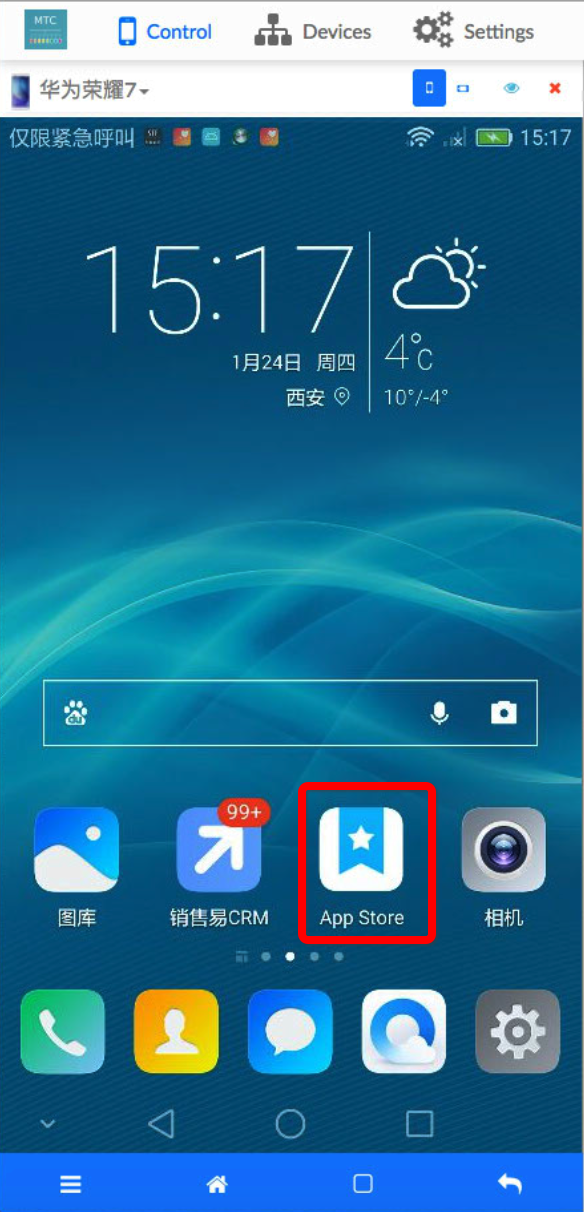 MTC
Control
Devices
Settings
华为荣耀7
仅限紧急呼叫
15:17
15:17
1月24日 周四
西安
4°C
10°/-4°
du
99+
图库
销售易CRM
App Store
相机